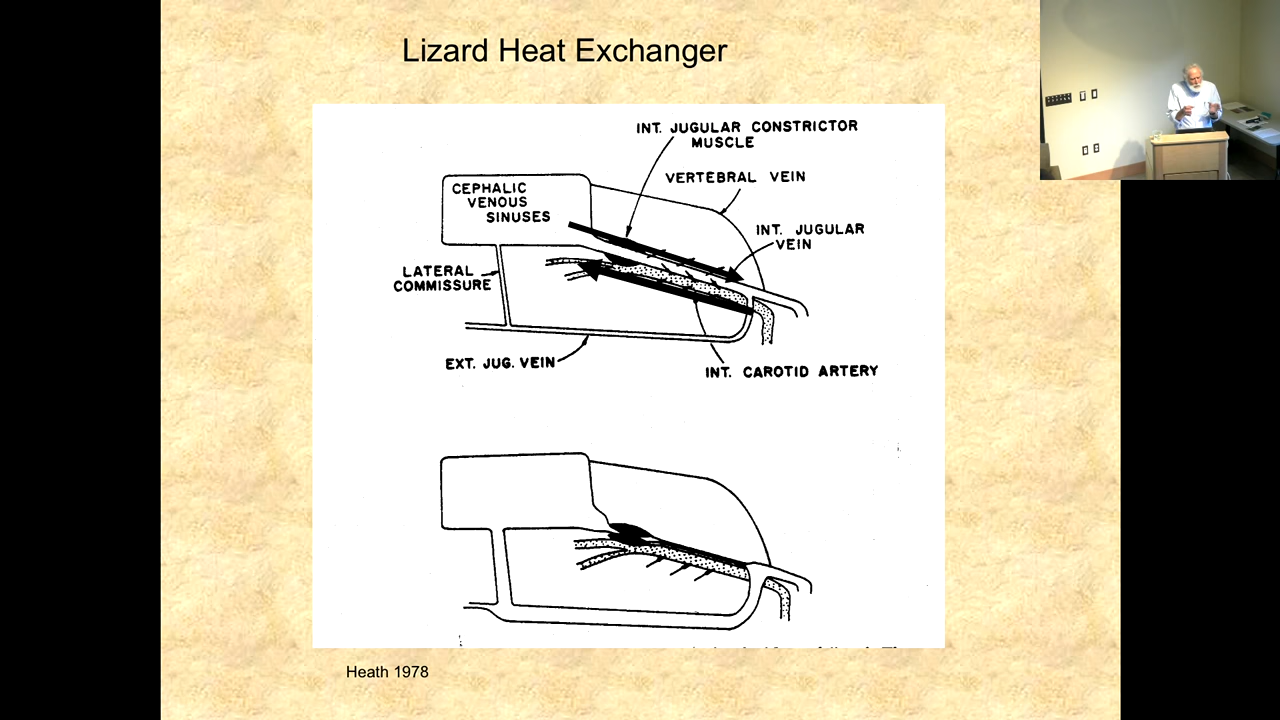 Lizard Heat Exchanger
INT. JUGULAR CONSTRICTOR
MUSCLE
VERTEBRAL VEIN
CEPHALIC
VENOUS
SINUSES
INT. JUGULAR
VEIN
LATERAL
COMMISSURE
EXT. JUG. VEIN
INT. CAROTID ARTERY
Heath 1978